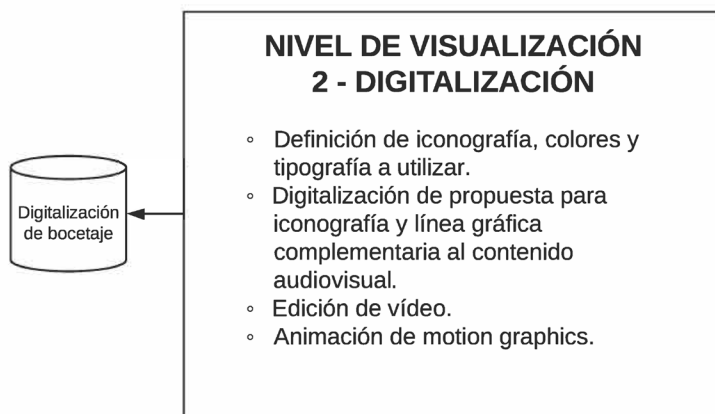 NIVEL DE VISUALIZACIÓN
2 - DIGITALIZACIÓN
◦ Definición de iconografía, colores y
tipografía a utilizar.
◦ Digitalización de propuesta para
iconografía y línea gráfica
complementaria al contenido
audiovisual.
◦ Edición de vídeo.
◦ Animación de motion graphics.
Digitalización
de bocetaje